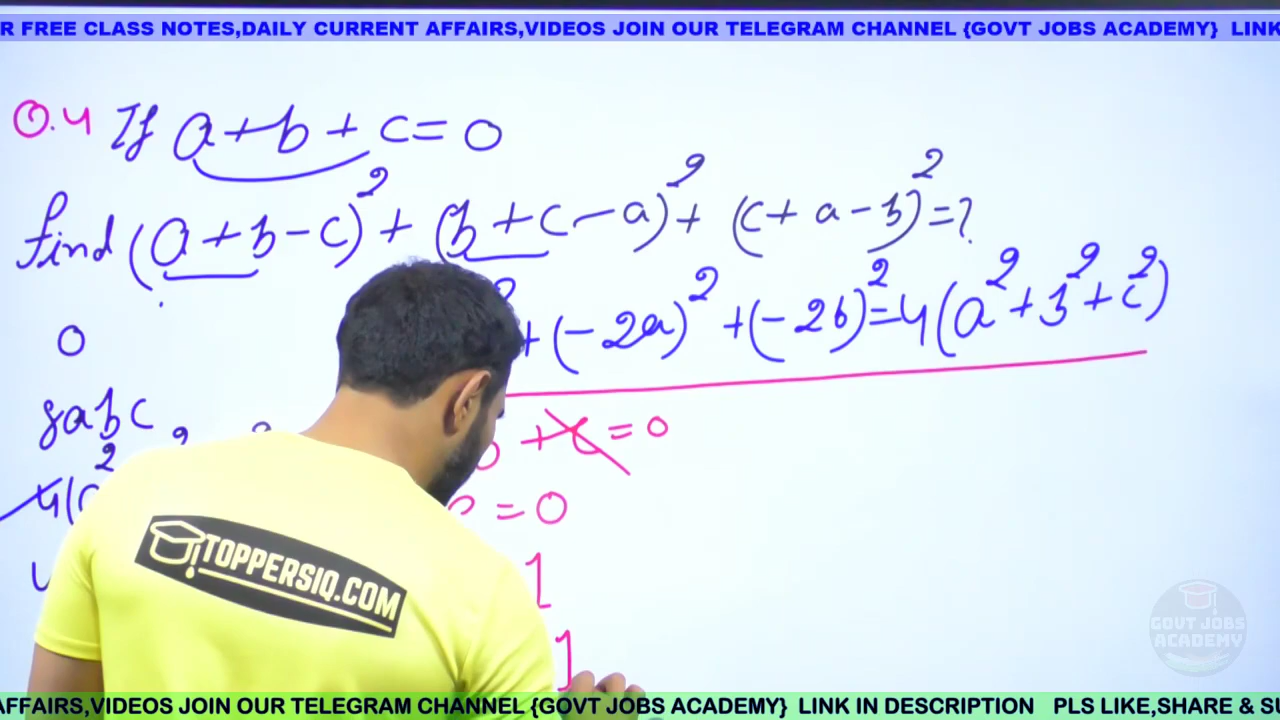 R FREE CLASS NOTES,DAILY CURRENT AFFAIRS,VIDEOS JOIN OUR TELEGRAM CHANNEL {GOVT JOBS ACADEMY} LINK
Q.4 If a+b+c=0
find (a+b-c)²+(b+c-a)²+(c+a-b)²=?
+(-2a)²+(-2b)²=4(a²+b²+c²)
0
8abc
+c=0
=0
1
1
TOPPERSIQ.COM
GOVT JOBS
ACADEMY
AFFAIRS,VIDEOS JOIN OUR TELEGRAM CHANNEL {GOVT JOBS ACADEMY} LINK IN DESCRIPTION PLS LIKE,SHARE & SU